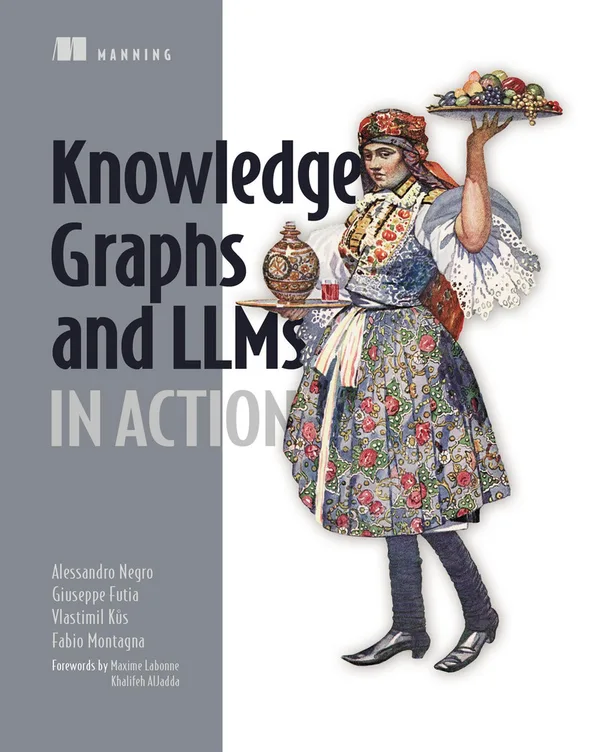 MANNING
Knowledge
Graphs
and LLMs
IN ACTION
Alessandro Negro
Giuseppe Futia
Vlastimil Kůs
Fabio Montagna
Forewords by Maxime Labonne
Khalifeh AlJadda